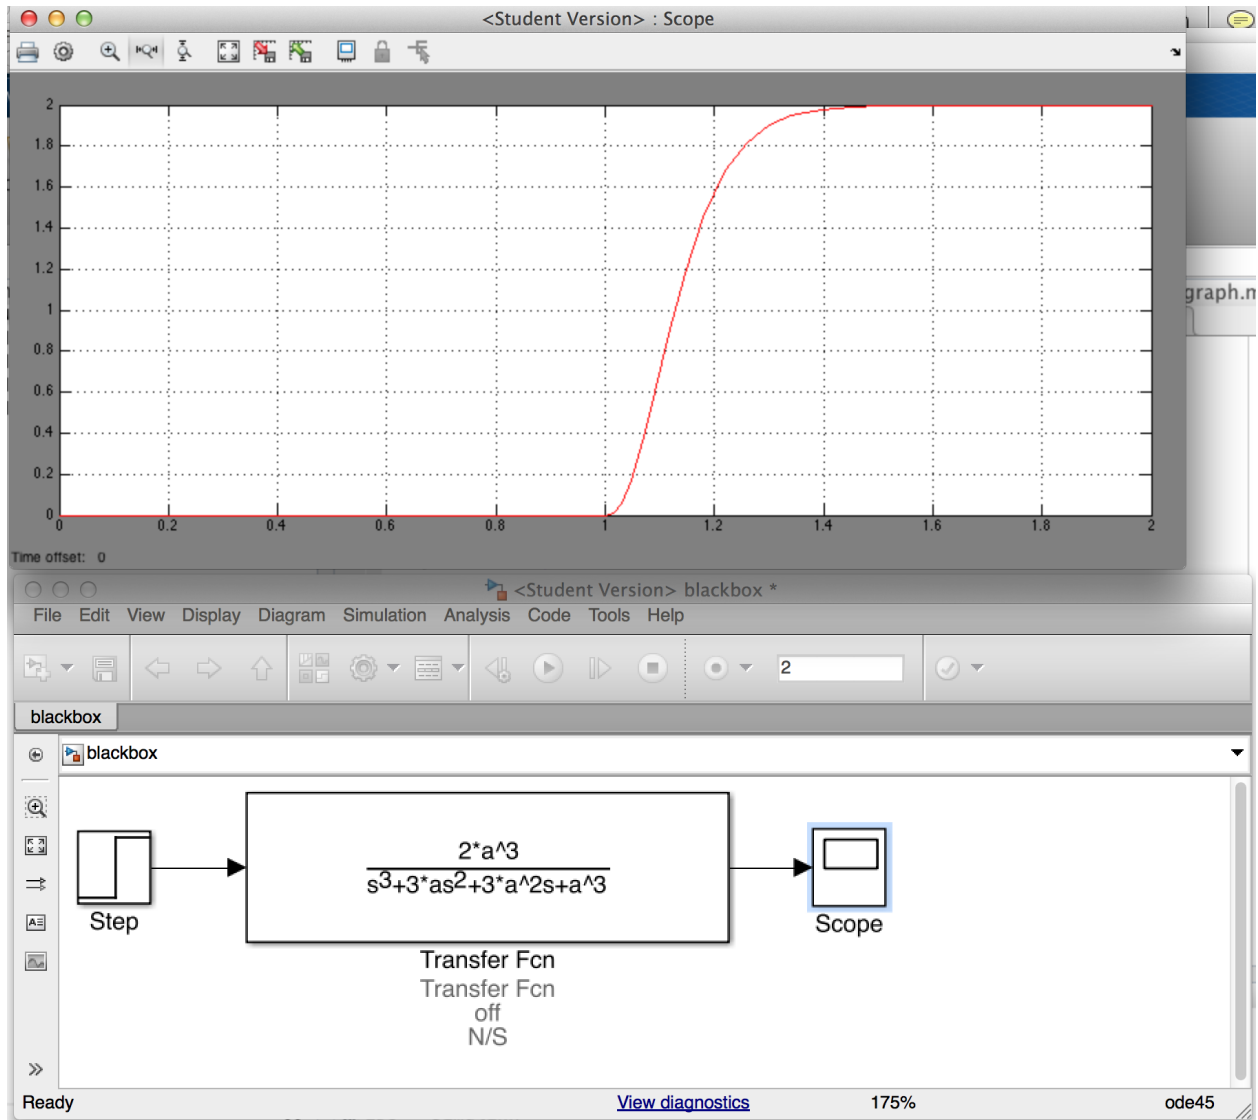 <Student Version> : Scope
2
1.8
1.6
1.4
1.2
1
0.8
0.6
0.4
0.2
0
0 0.2 0.4 0.6 0.8 1 1.2 1.4 1.6 1.8 2
Time offset: 0
graph.m
<Student Version> blackbox *
File Edit View Display Diagram Simulation Analysis Code Tools Help
2
blackbox
blackbox
2*a^3
s3+3*as2+3*a^2s+a^3
Step
Scope
Transfer Fcn
Transfer Fcn
off
N/S
Ready View diagnostics 175% ode45